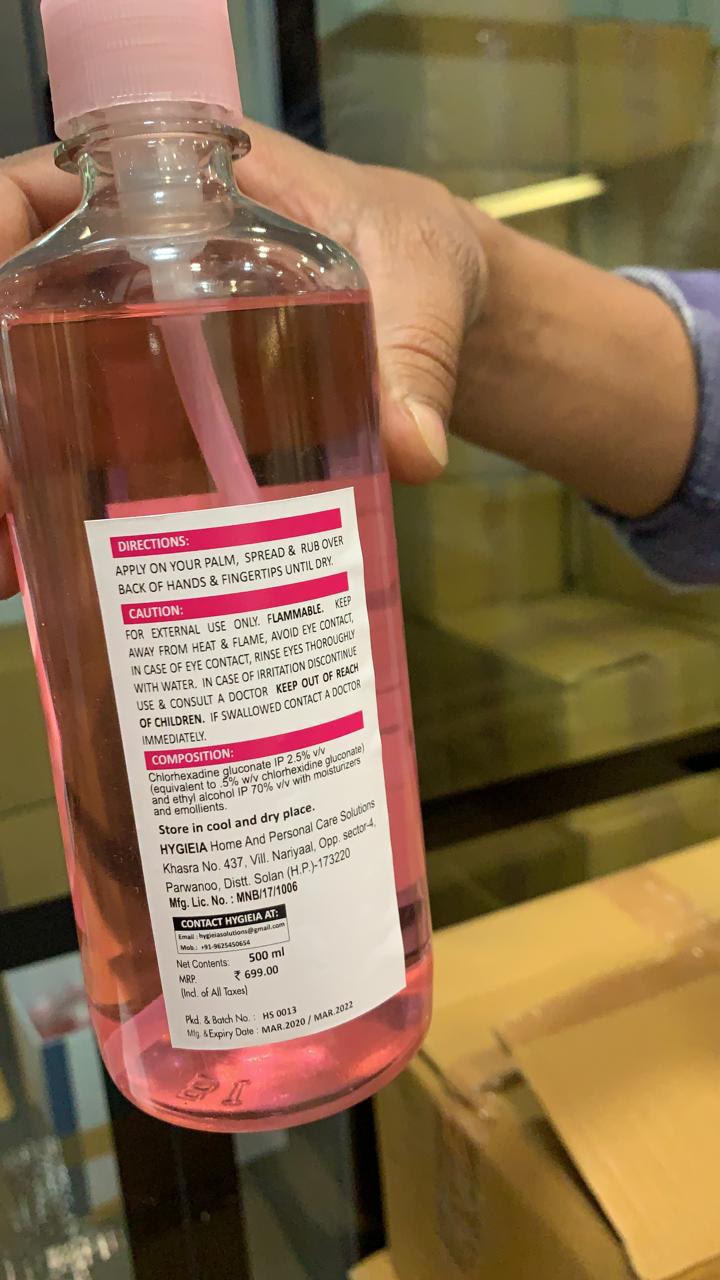 DIRECTIONS:
APPLY ON YOUR PALM, SPREAD & RUB OVER
BACK OF HANDS & FINGERTIPS UNTIL DRY.
CAUTION:
FOR EXTERNAL USE ONLY. FLAMMABLE. KEEP
AWAY FROM HEAT & FLAME, AVOID EYE CONTACT,
IN CASE OF EYE CONTACT, RINSE EYES THOROUGHLY
WITH WATER. IN CASE OF IRRITATION DISCONTINUE
USE & CONSULT A DOCTOR KEEP OUT OF REACH
OF CHILDREN. IF SWALLOWED CONTACT A DOCTOR
IMMEDIATELY.
COMPOSITION:
Chlorhexadine gluconate IP 2.5% v/v
(equivalent to .5% w/v chlorhexidine gluconate)
and ethyl alcohol IP 70% v/v with moisturizers
and emollients.
Store in cool and dry place.
HYGIEIA Home And Personal Care Solutions
Khasra No. 437, Vill. Nariyaal, Opp. sector-4,
Parwanoo, Distt. Solan (H.P.)-173220
Mfg. Lic. No. : MNB/17/1006
CONTACT HYGIEIA AT:
Email : hygieiasolutions@gmail.com
Mob.: +91-9625450654
Net Contents: 500 ml
MRP. ₹ 699.00
(Incl. of All Taxes)
Pkd. & Batch No. : HS 0013
Mfg. & Expiry Date : MAR.2020 / MAR.2022